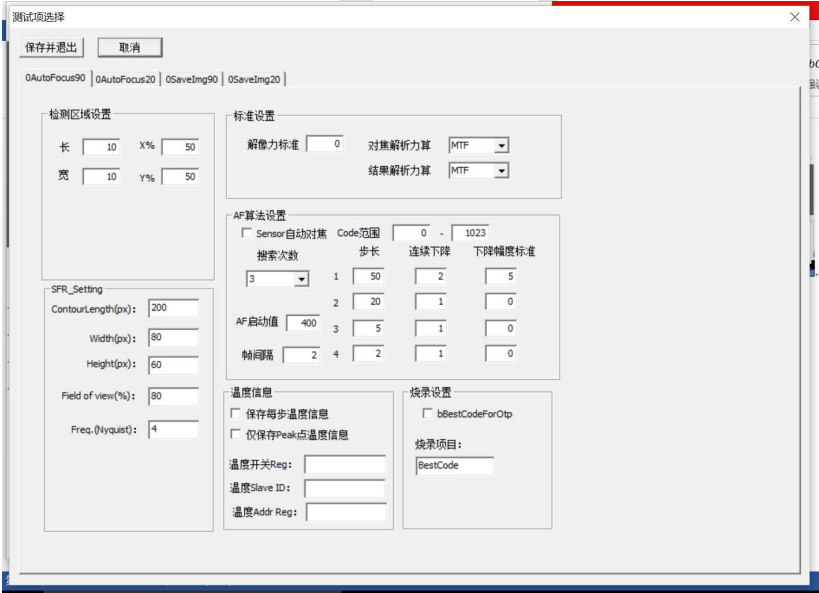 测试项选择
保存并退出 取消
0AutoFocus90 0AutoFocus20 0SaveImg90 0SaveImg20
检测区域设置
长 10 X% 50
宽 10 Y% 50
SFR_Setting
ContourLength(px): 200
Width(px): 80
Height(px): 60
Field of view(%): 80
Freq.(Nyquist): 4
标准设置
解像力标准 0 对焦解析力算 MTF
结果解析力算 MTF
AF算法设置
Sensor自动对焦 Code范围 0 - 1023
搜索次数 步长 连续下降 下降幅度标准
3 1 50 2 5
2 20 1 0
AF启动值 400 3 5 1 0
帧间隔 2 4 2 1 0
温度信息
保存每步温度信息
仅保存Peak点温度信息
温度开关Reg:
温度Slave ID:
温度Addr Reg:
烧录设置
bBestCodeForOtp
烧录项目:
BestCode